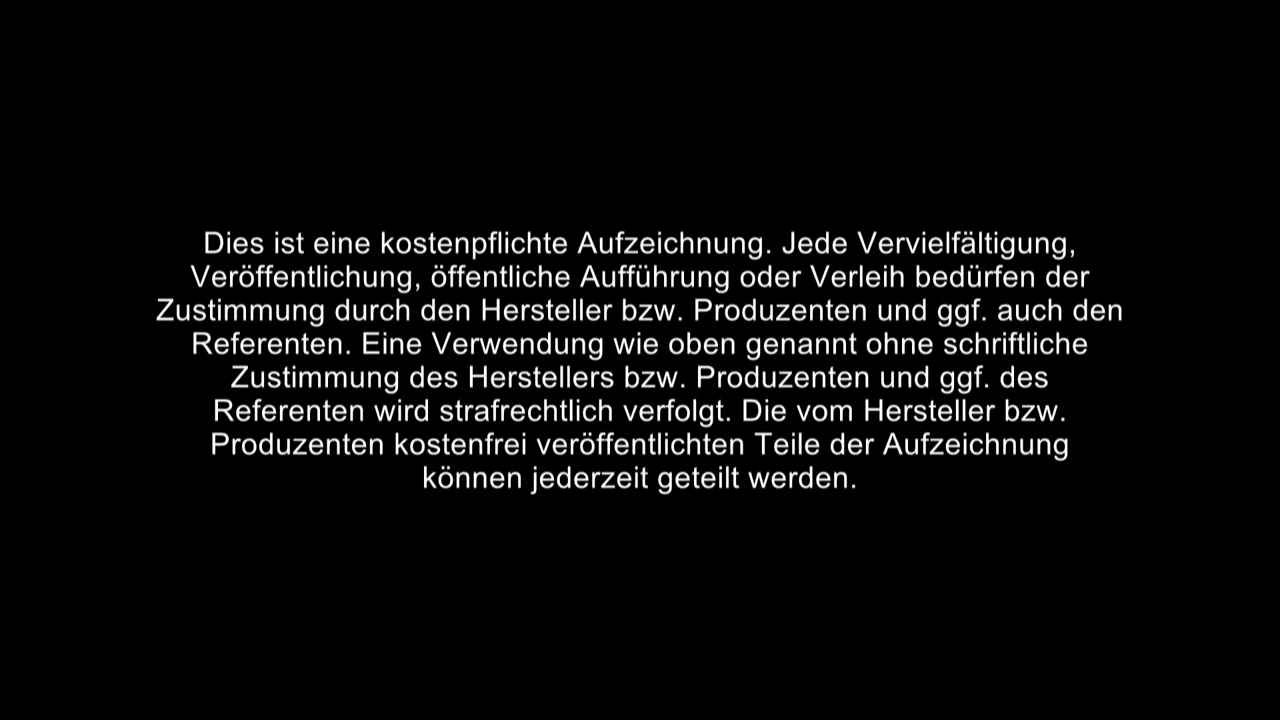 Dies ist eine kostenpflichte Aufzeichnung. Jede Vervielfältigung,
Veröffentlichung, öffentliche Aufführung oder Verleih bedürfen der
Zustimmung durch den Hersteller bzw. Produzenten und ggf. auch den
Referenten. Eine Verwendung wie oben genannt ohne schriftliche
Zustimmung des Herstellers bzw. Produzenten und ggf. des
Referenten wird strafrechtlich verfolgt. Die vom Hersteller bzw.
Produzenten kostenfrei veröffentlichten Teile der Aufzeichnung
können jederzeit geteilt werden.